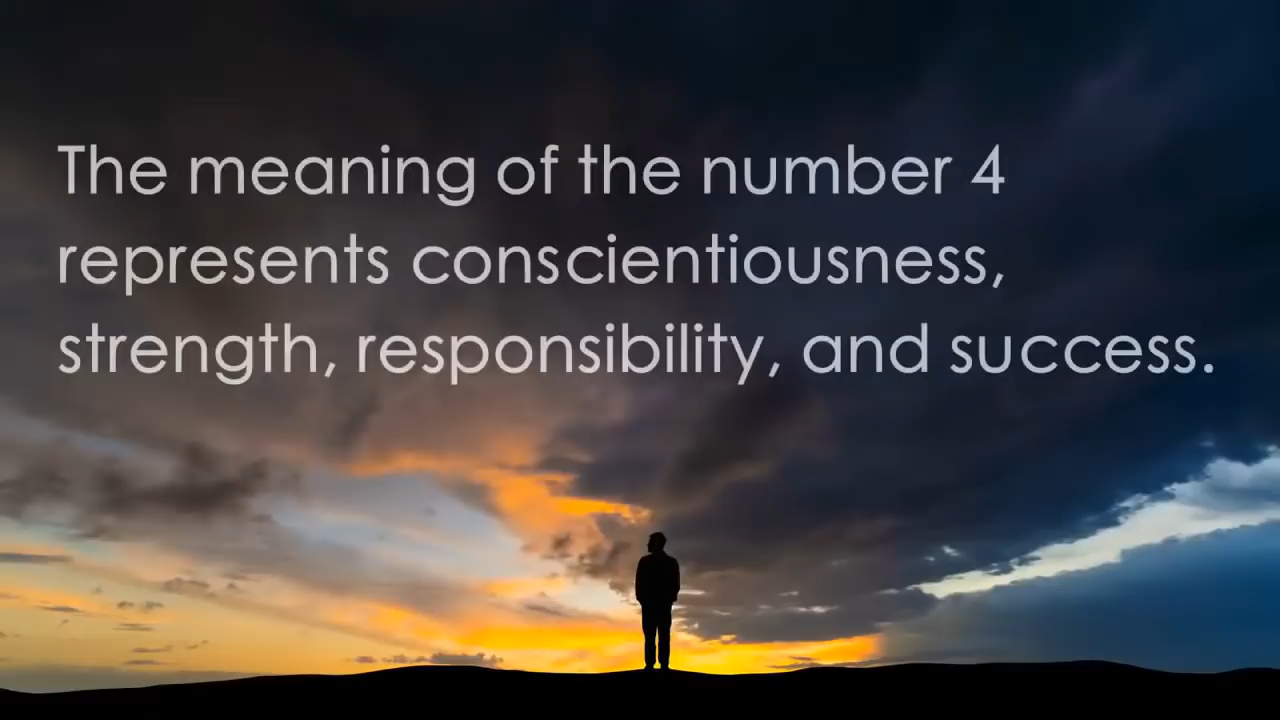 The meaning of the number 4
represents conscientiousness,
strength, responsibility, and success.